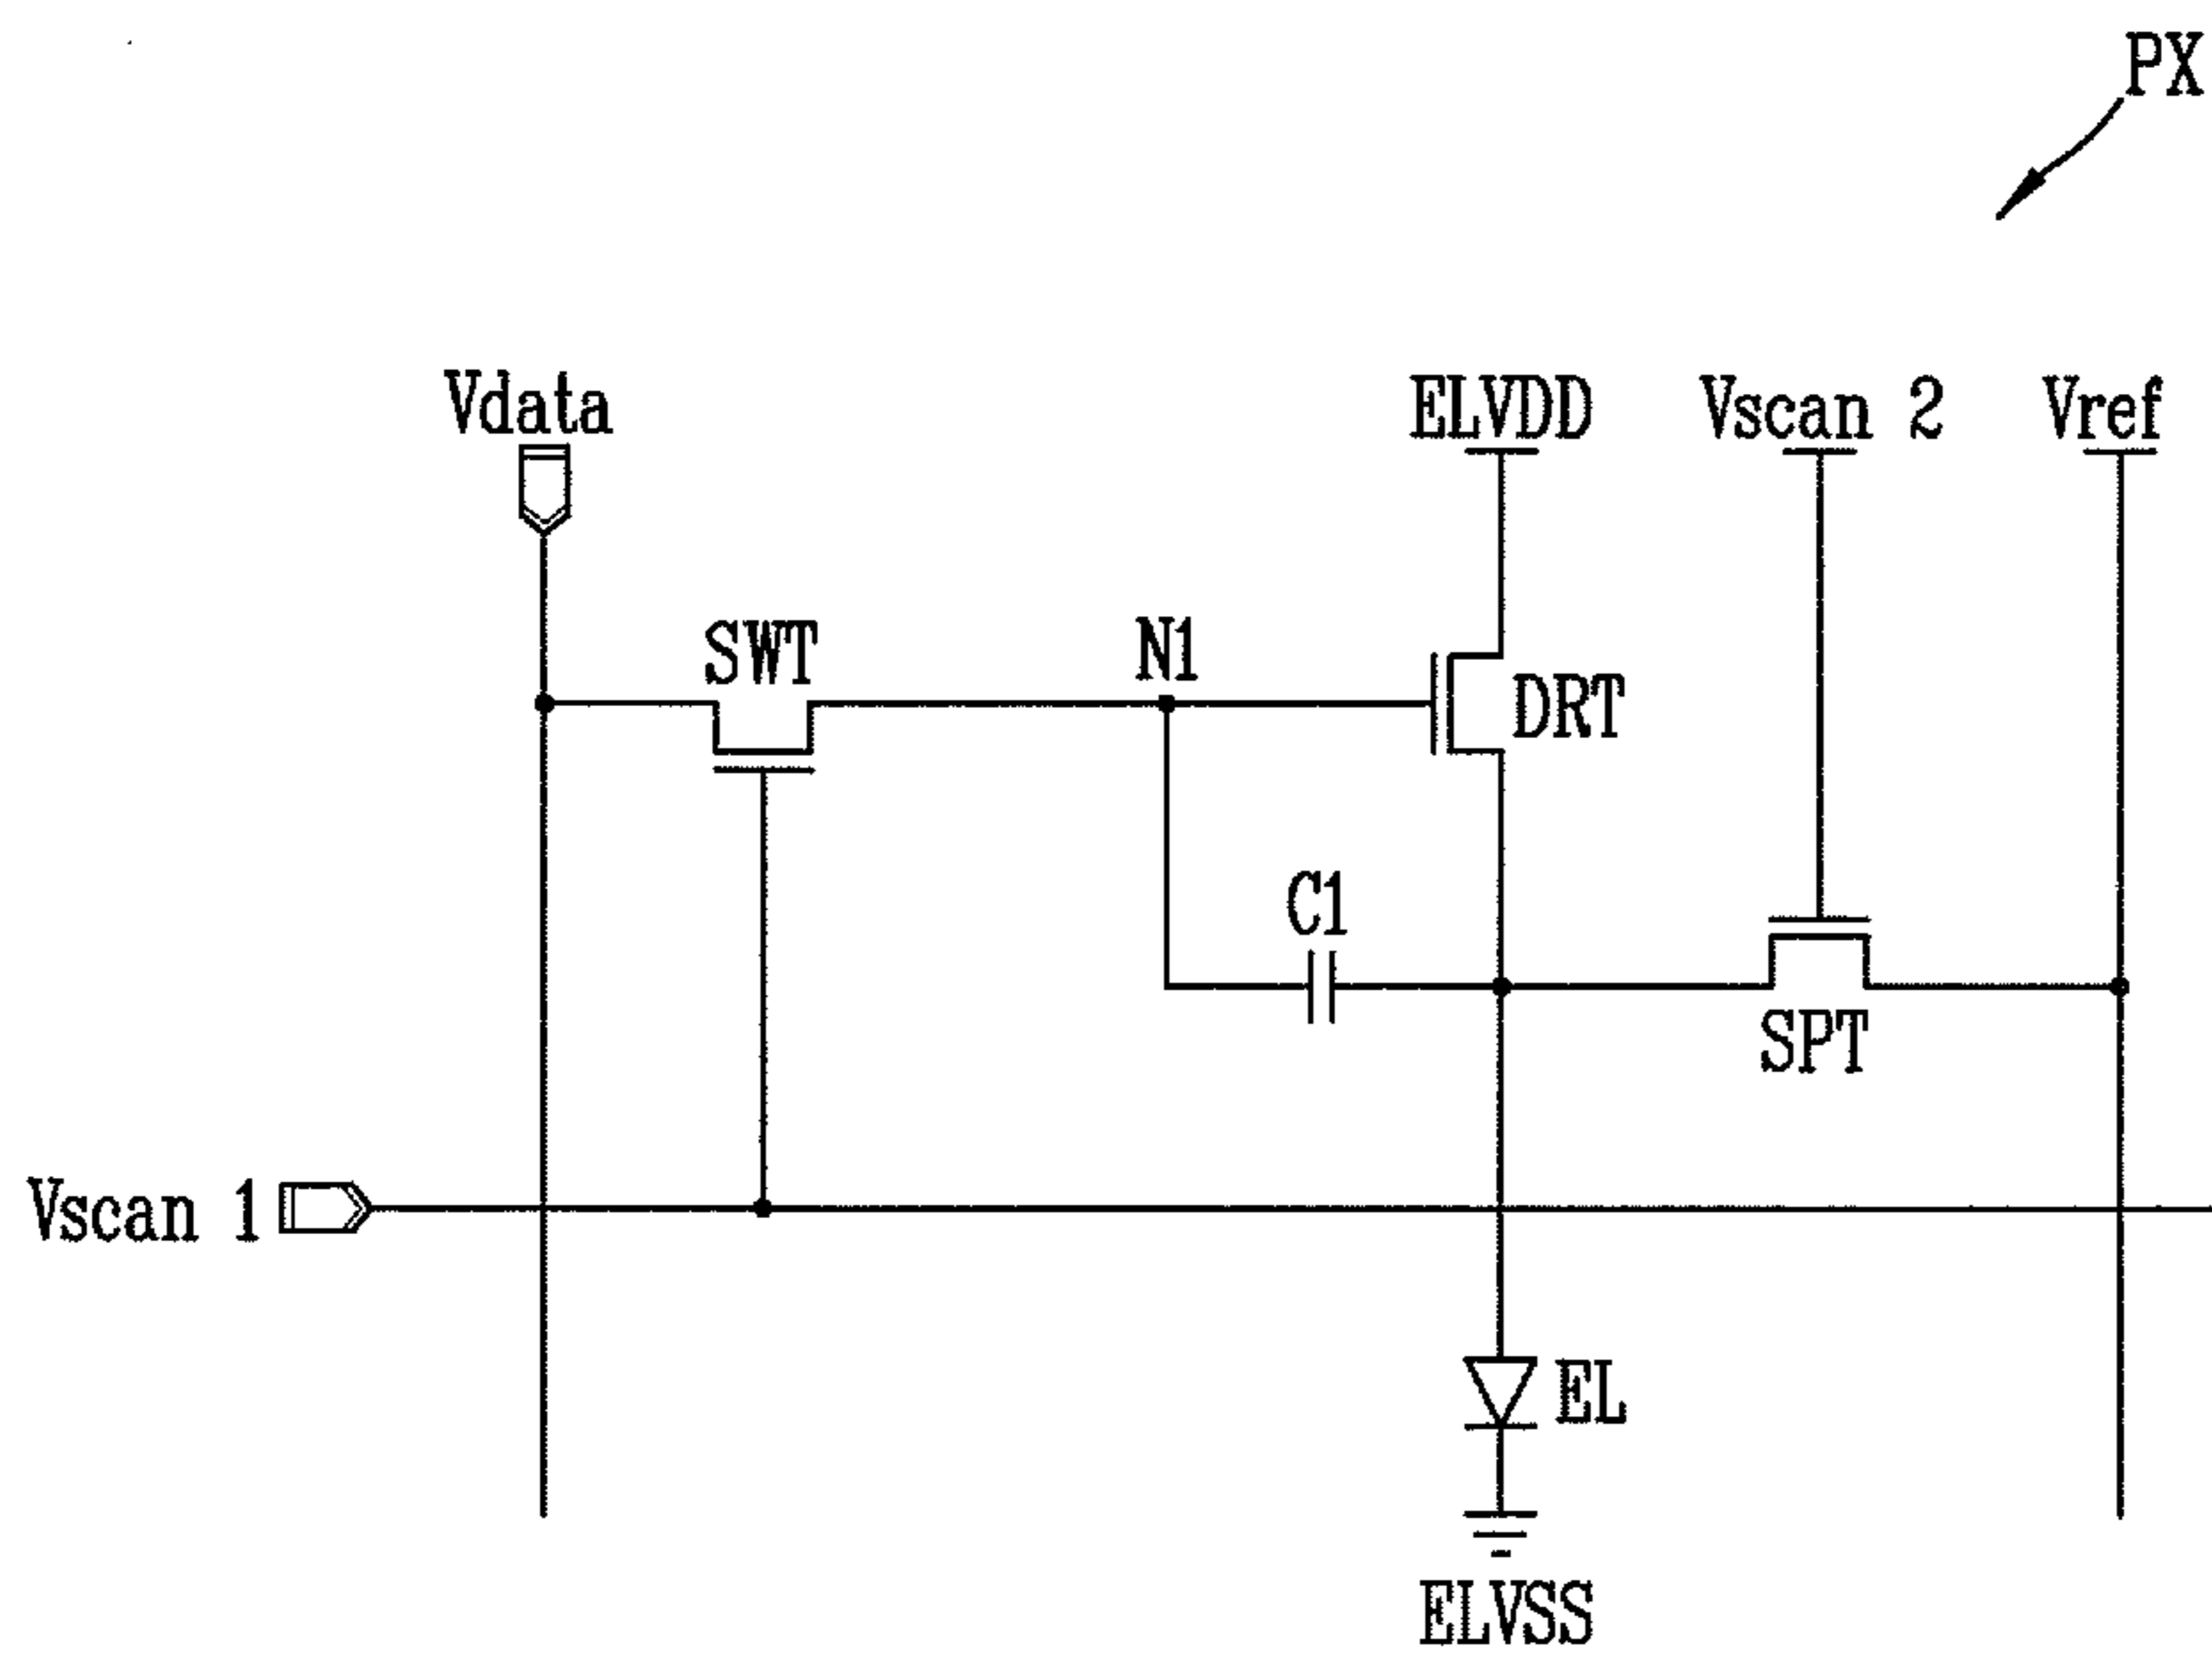 PX
Vdata
ELVDD
Vscan 2
Vref
SWT
N1
DRT
C1
SPT
Vscan 1
EL
ELVSS